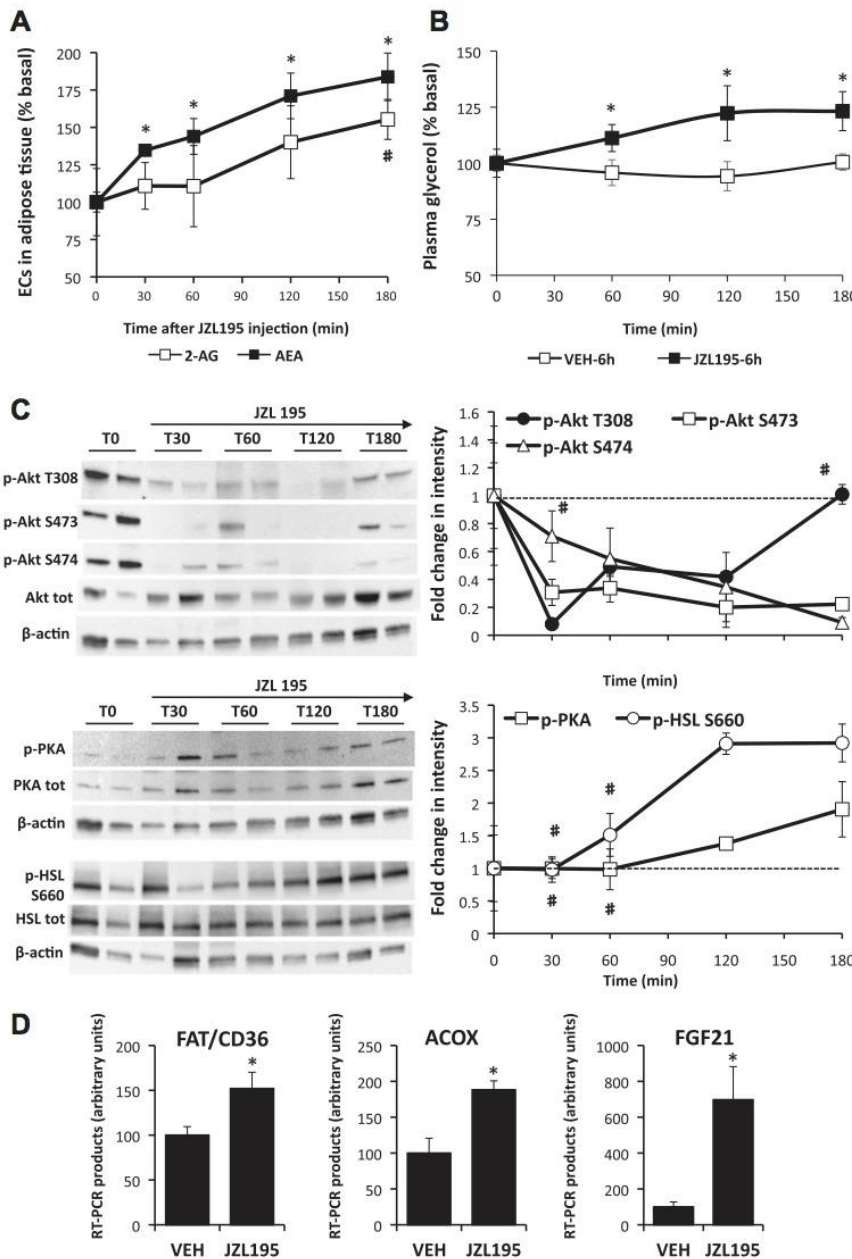 A
ECs in adipose tissue (% basal)
200
175
150
125
100
75
50
*
*
*
*
#
0
30
60
120
180
Time after JZL195 injection (min)
2-AG
AEA
B
Plasma glycerol (% basal)
150
125
100
75
50
*
*
*
0
60
120
180
Time (min)
VEH-6h
JZL195-6h
C
JZL 195
T0
T30
T60
T120
T180
p-Akt T308
p-Akt S473
p-Akt S474
Akt tot
β-actin
p-Akt T308
p-Akt S473
p-Akt S474
Fold change in intensity
1.6
1.4
1.2
1
0.8
0.6
0.4
0.2
0
#
#
Time (min)
JZL 195
T0
T30
T60
T120
T180
p-PKA
PKA tot
β-actin
p-HSL
S660
HSL tot
β-actin
p-PKA
p-HSL S660
Fold change in intensity
3.5
3
2.5
2
1.5
1
0.5
0
#
#
#
#
0
30
60
120
180
Time (min)
D
FAT/CD36
RT-PCR products (arbitrary units)
200
150
100
50
0
*
VEH
JZL195
ACOX
RT-PCR products (arbitrary units)
250
200
150
100
50
0
*
VEH
JZL195
FGF21
RT-PCR products (arbitrary units)
1000
800
600
400
200
0
*
VEH
JZL195